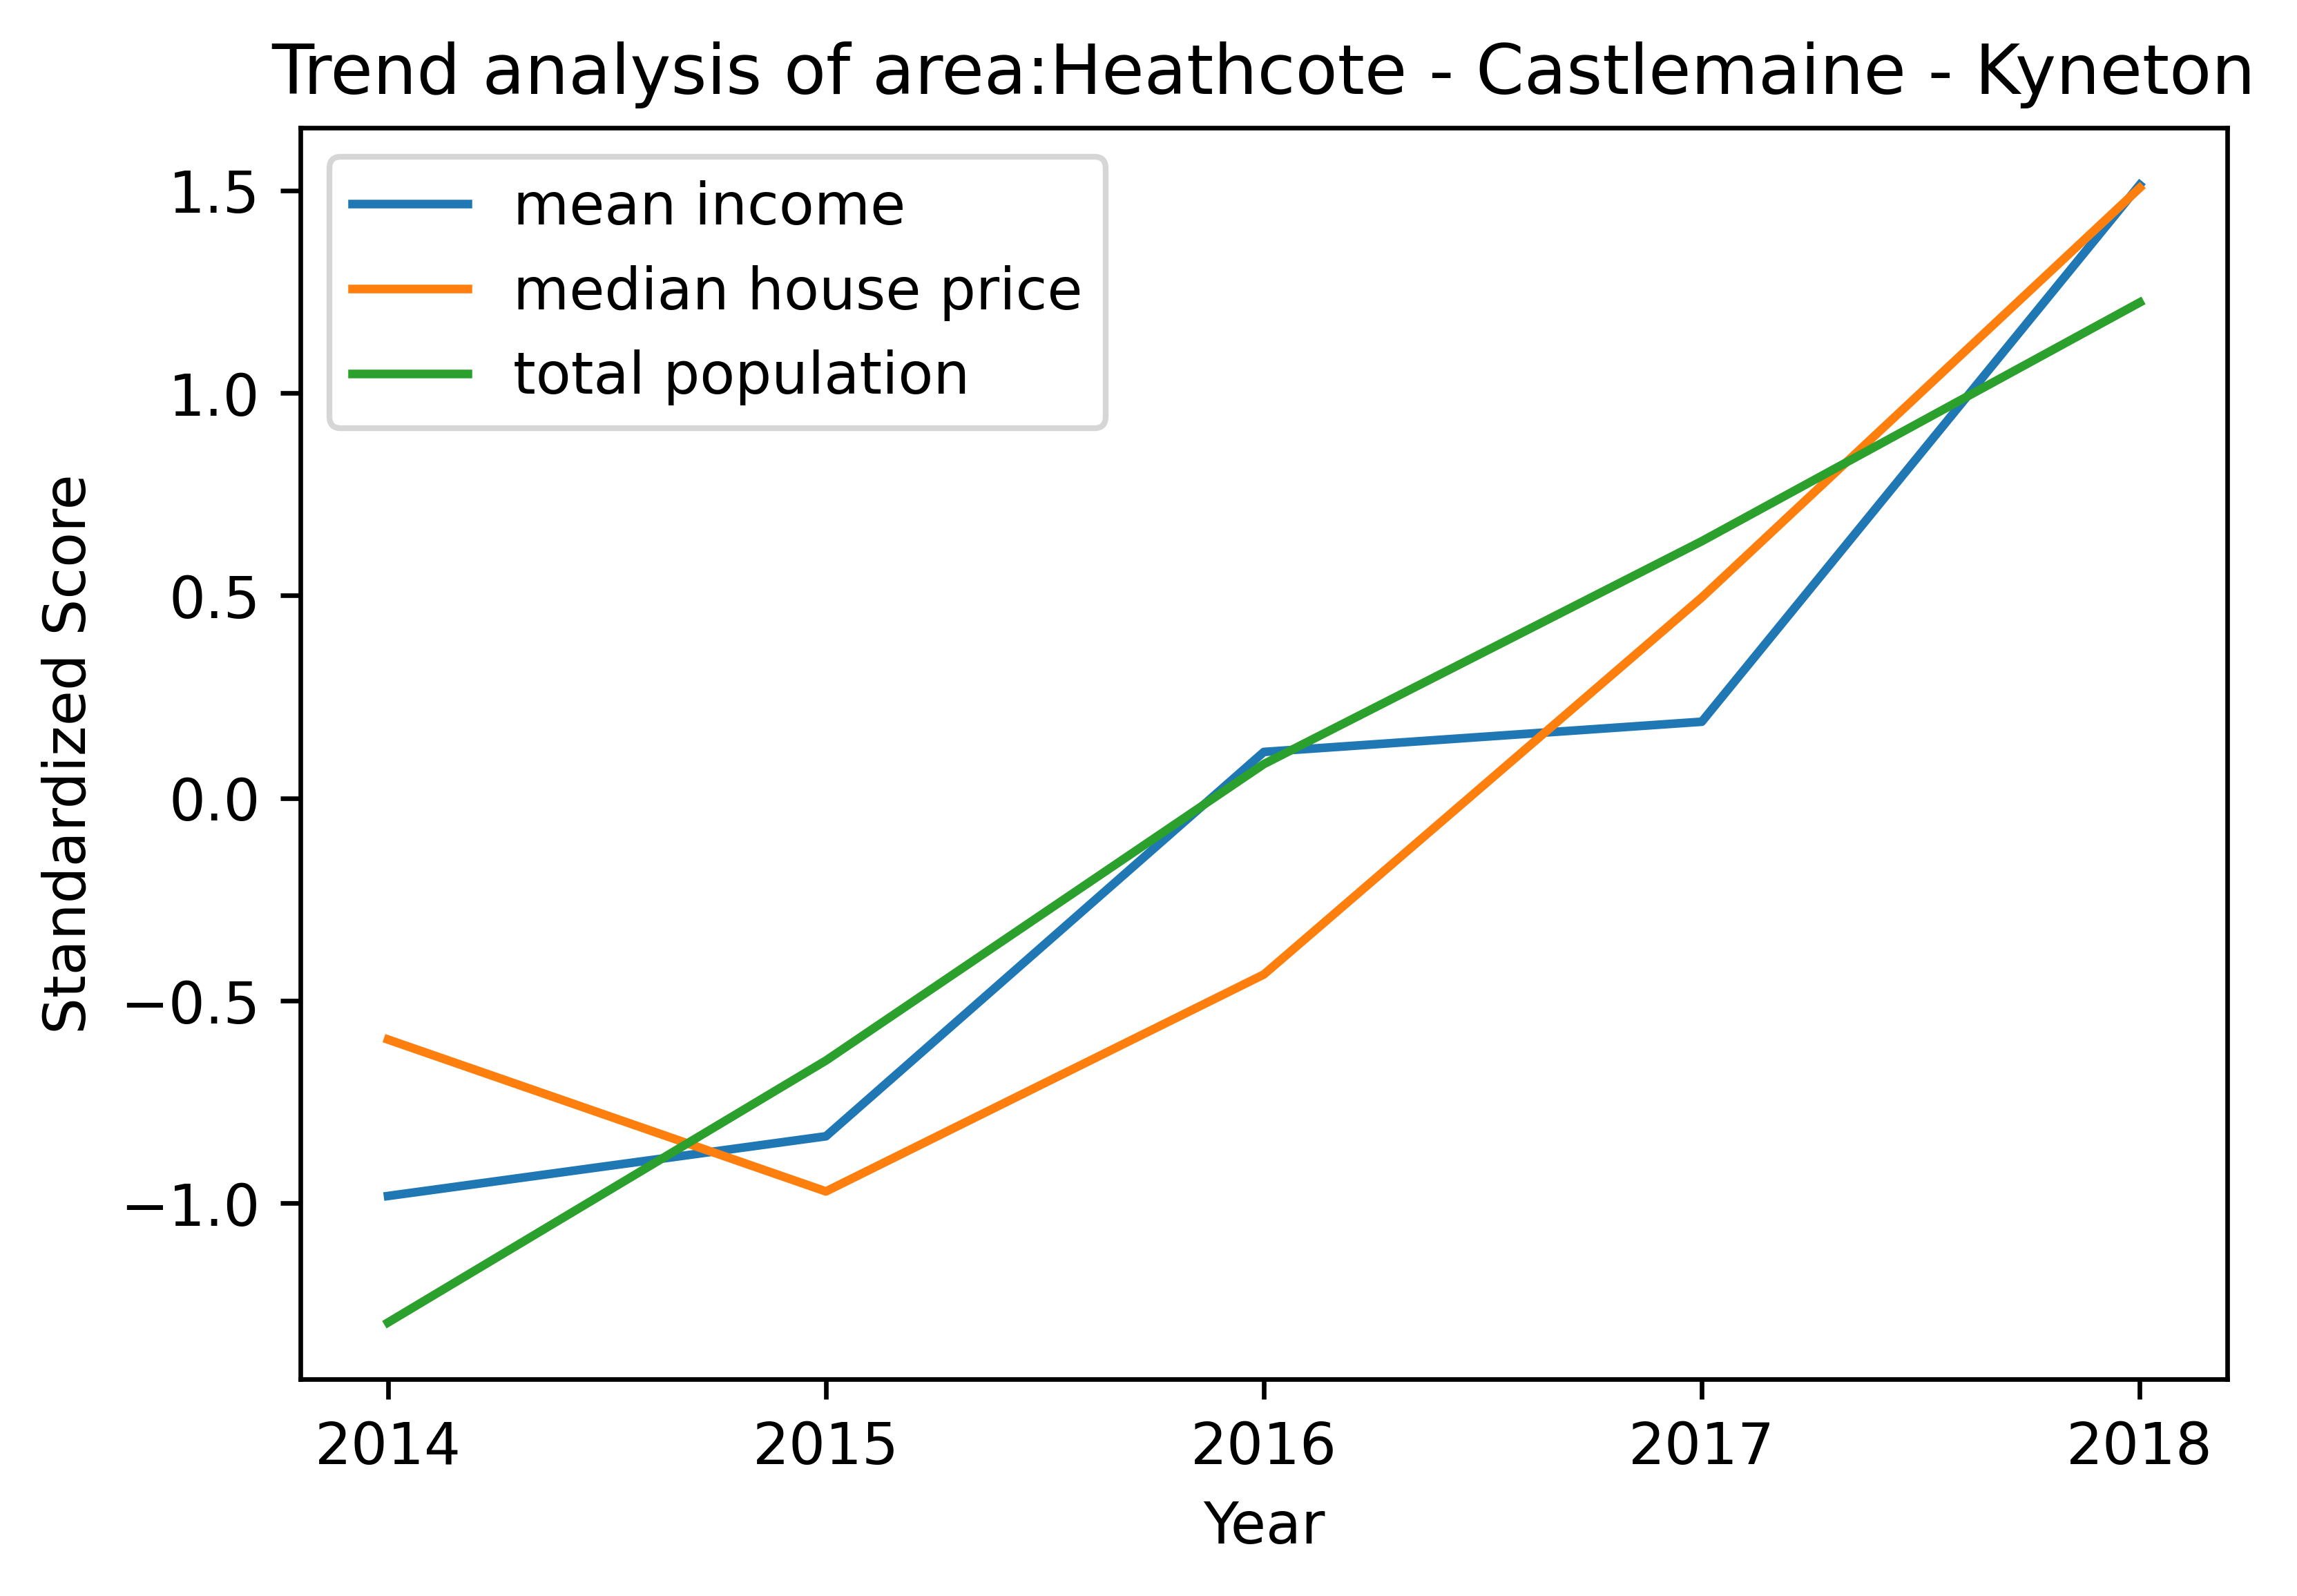 Trend analysis of area:Heathcote - Castlemaine - Kyneton
mean income
median house price
total population
1.5
1.0
0.5
0.0
−0.5
−1.0
Standardized Score
2014 2015 2016 2017 2018
Year